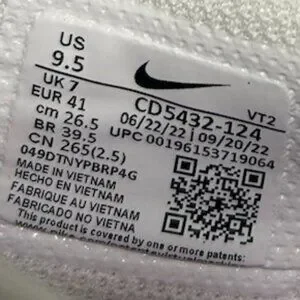 US
9.5
UK 7
EUR 41
cm 26.5
BR 39.5
CN 265(2.5)
049DTNYPBRP4G
MADE IN VIETNAM
HECHO EN VIETNAM
FABRIQUE AU VIETNAM
FABRICADO NO VIETNA
CD5432-124
VT2
06/22/22 | 09/20/22
UPC 00196153719064
This product is covered by one or more patents: